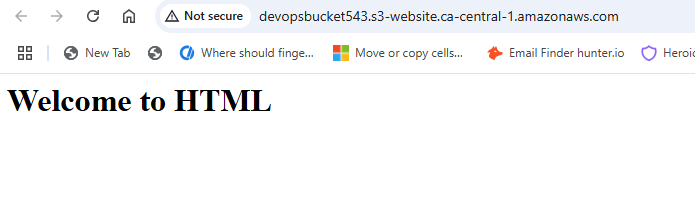 Not secure devopsbucket543.s3-website.ca-central-1.amazonaws.com
New Tab Where should finge... Move or copy cells... Email Finder hunter.io Heroic
Welcome to HTML